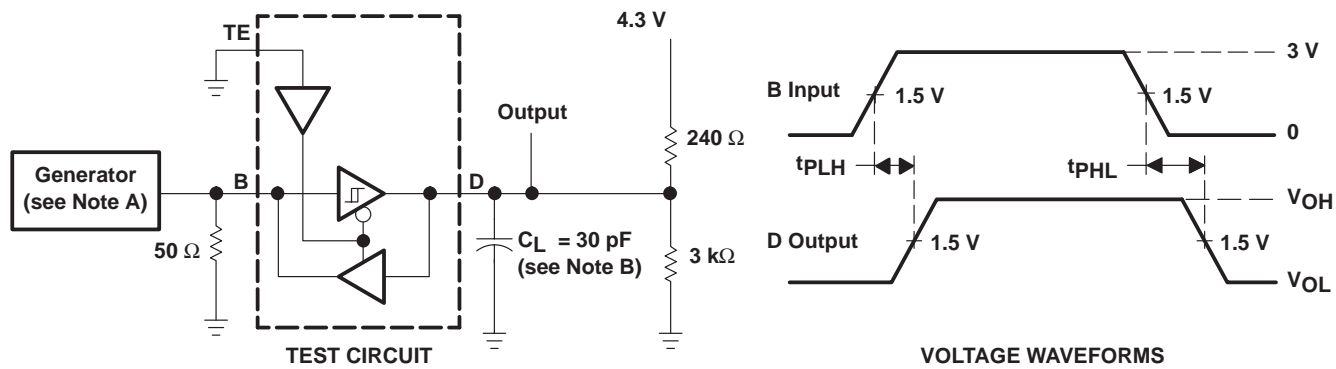 4.3 V
TE
Output
240 Ω
Generator
(see Note A)
B
D
50 Ω
CL = 30 pF
(see Note B)
3 kΩ
TEST CIRCUIT
3 V
B Input
1.5 V
1.5 V
0
tPLH
tPHL
VOH
D Output
1.5 V
1.5 V
VOL
VOLTAGE WAVEFORMS